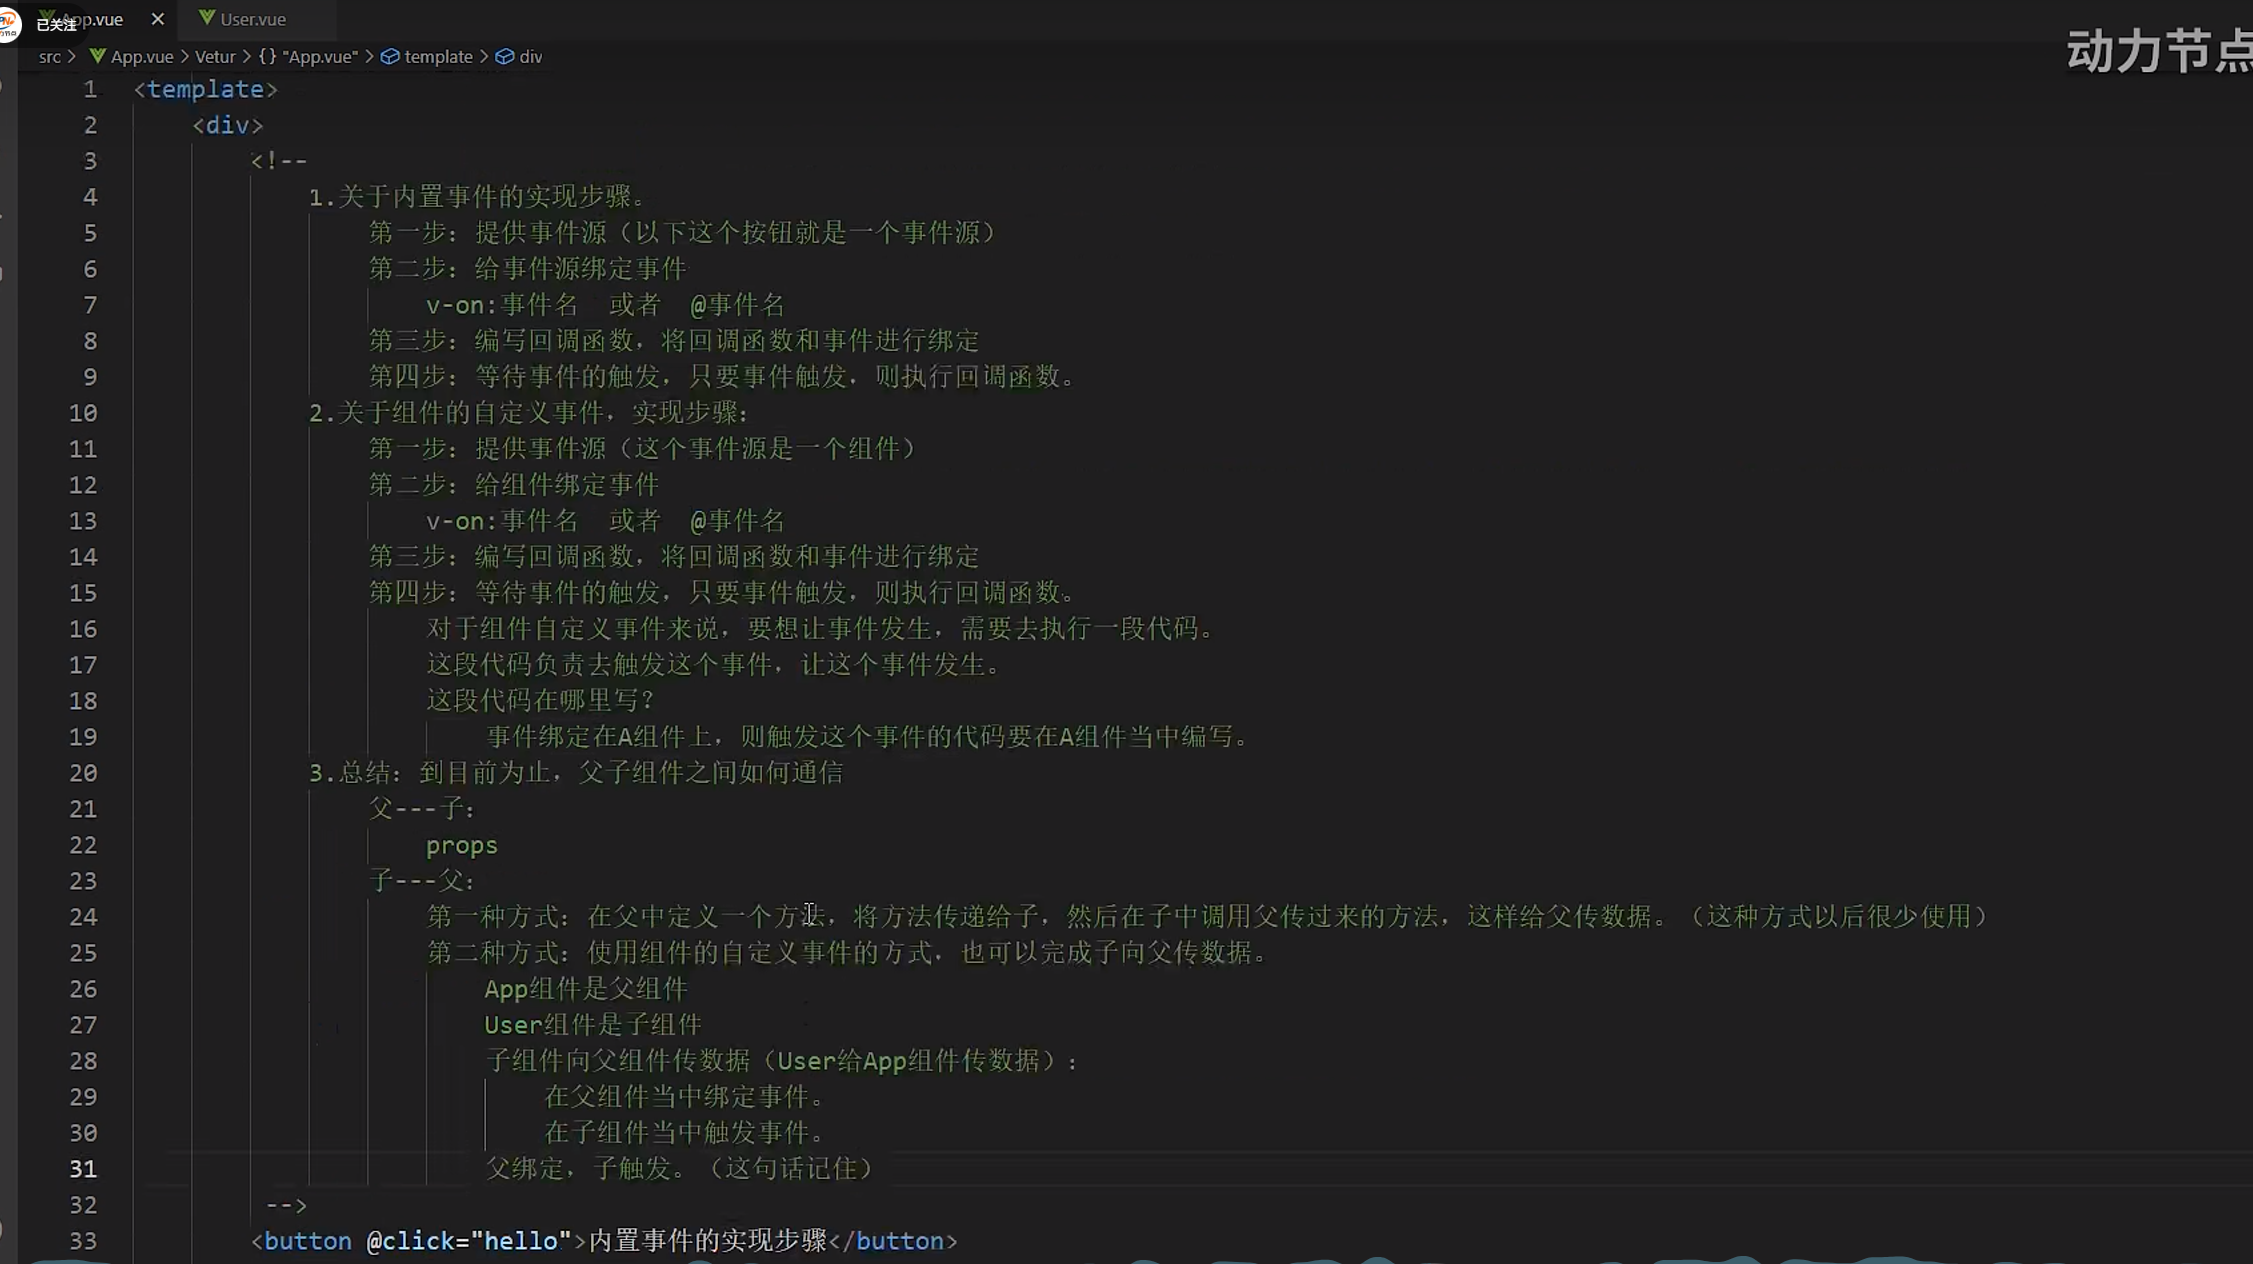 已关注
App.vue
User.vue
src > App.vue > Vetur > {} "App.vue" > template > div
动力节点
1 <template>
2 <div>
3 <!--
4 1.关于内置事件的实现步骤。
5 第一步: 提供事件源（以下这个按钮就是一个事件源）
6 第二步: 给事件源绑定事件
7 v-on:事件名 或者 @事件名
8 第三步: 编写回调函数，将回调函数和事件进行绑定
9 第四步: 等待事件的触发，只要事件触发，则执行回调函数。
10 2.关于组件的自定义事件，实现步骤:
11 第一步: 提供事件源（这个事件源是一个组件）
12 第二步: 给组件绑定事件
13 v-on:事件名 或者 @事件名
14 第三步: 编写回调函数，将回调函数和事件进行绑定
15 第四步: 等待事件的触发，只要事件触发，则执行回调函数。
16 对于组件自定义事件来说，要想让事件发生，需要去执行一段代码。
17 这段代码负责去触发这个事件，让这个事件发生。
18 这段代码在哪里写?
19 事件绑定在A组件上，则触发这个事件的代码要在A组件当中编写。
20 3.总结: 到目前为止，父子组件之间如何通信
21 父---子:
22 props
23 子---父:
24 第一种方式: 在父中定义一个方法，将方法传递给子，然后在子中调用父传过来的方法，这样给父传数据。（这种方式以后很少使用）
25 第二种方式: 使用组件的自定义事件的方式，也可以完成子向父传数据。
26 App组件是父组件
27 User组件是子组件
28 子组件向父组件传数据（User给App组件传数据）:
29 在父组件当中绑定事件。
30 在子组件当中触发事件。
31 父绑定，子触发。（这句话记住）
32 -->
33 <button @click="hello">内置事件的实现步骤</button>